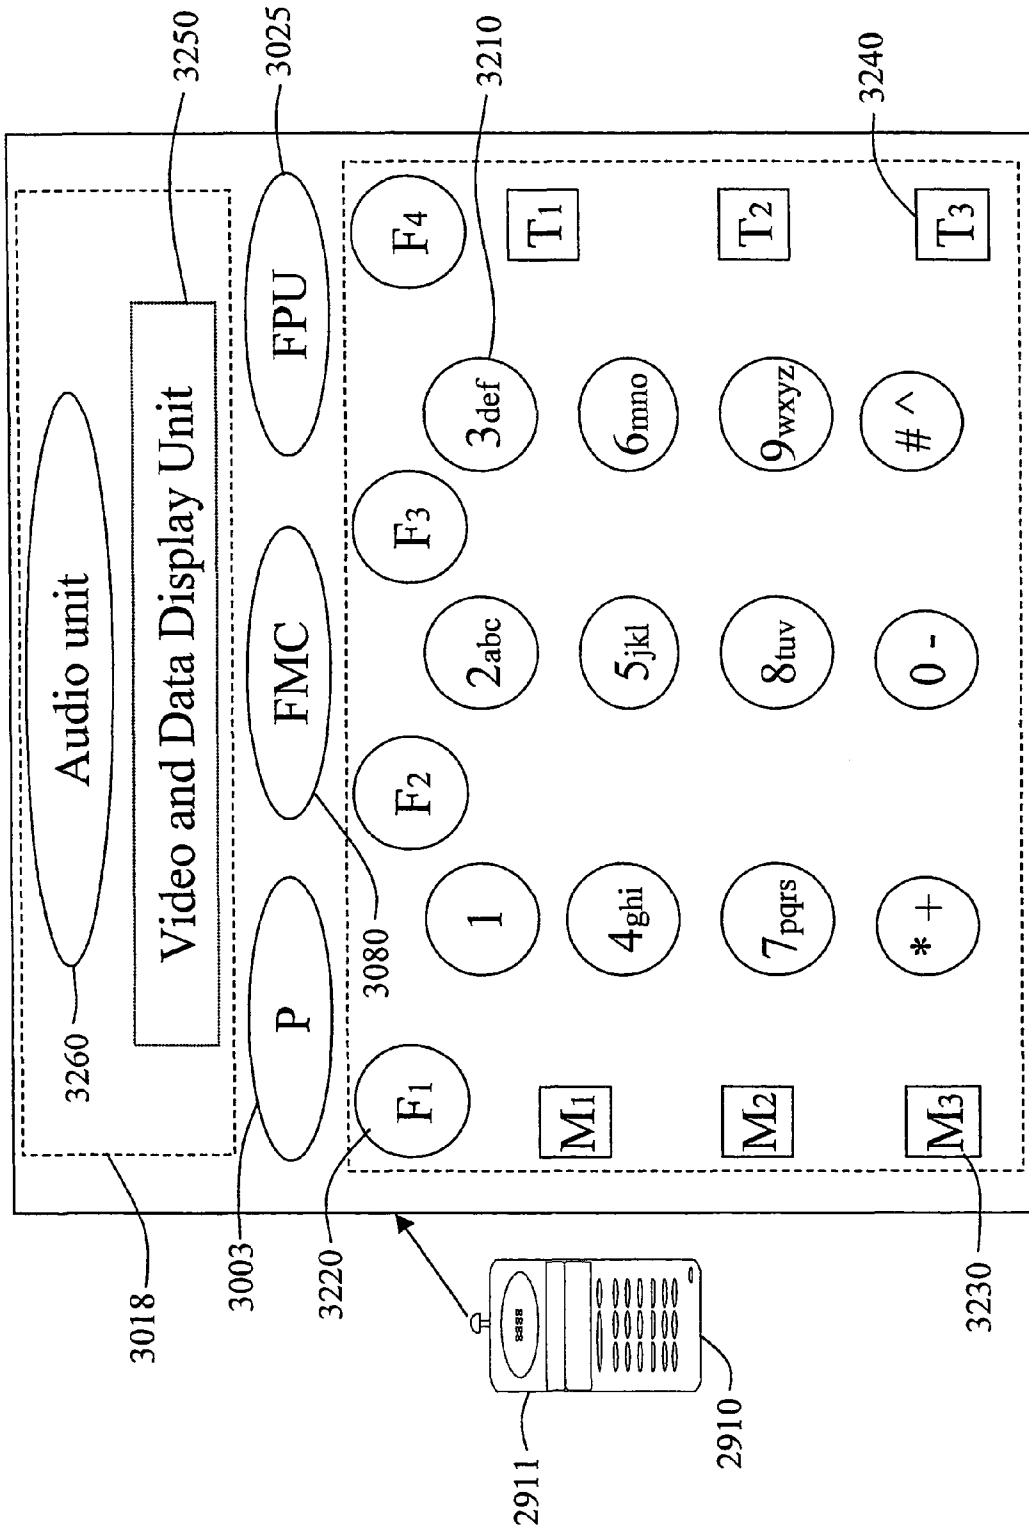 3250
3025
3210
3240
Audio unit
Video and Data Display Unit
P
FMC
FPU
F1
F2
F3
F4
1
2abc
3def
4ghi
5jkl
6mno
7pqrs
8tuv
9wxyz
* +
0 -
# ^
M1
M2
M3
T1
T2
T3
3260
3080
3018
3003
3220
3230
2911
2910
8888